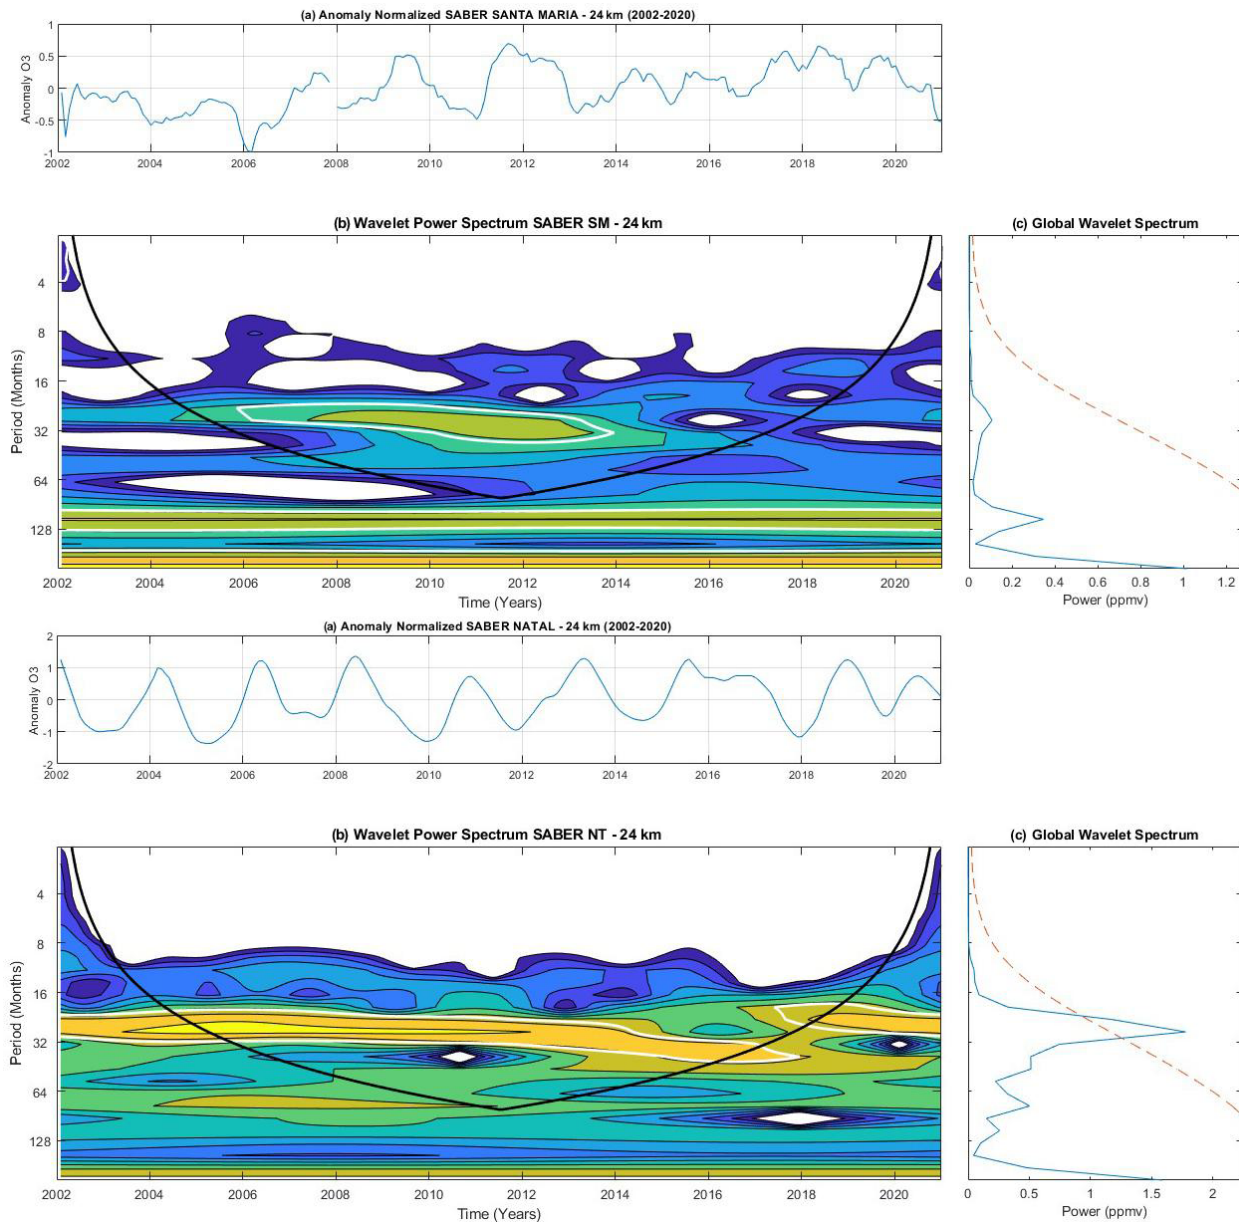 (a) Anomaly Normalized SABER SANTA MARIA - 24 km (2002-2020)
1
0.5
0
-0.5
-1
Anomaly O3
2002 2004 2006 2008 2010 2012 2014 2016 2018 2020
(b) Wavelet Power Spectrum SABER SM - 24 km
4
8
16
32
64
128
Period (Months)
2002 2004 2006 2008 2010 2012 2014 2016 2018 2020
Time (Years)
(c) Global Wavelet Spectrum
0 0.2 0.4 0.6 0.8 1 1.2
Power (ppmv)
(a) Anomaly Normalized SABER NATAL - 24 km (2002-2020)
2
1
0
-1
-2
Anomaly O3
2002 2004 2006 2008 2010 2012 2014 2016 2018 2020
(b) Wavelet Power Spectrum SABER NT - 24 km
4
8
16
32
64
128
Period (Months)
2002 2004 2006 2008 2010 2012 2014 2016 2018 2020
Time (Years)
(c) Global Wavelet Spectrum
0 0.5 1 1.5 2
Power (ppmv)